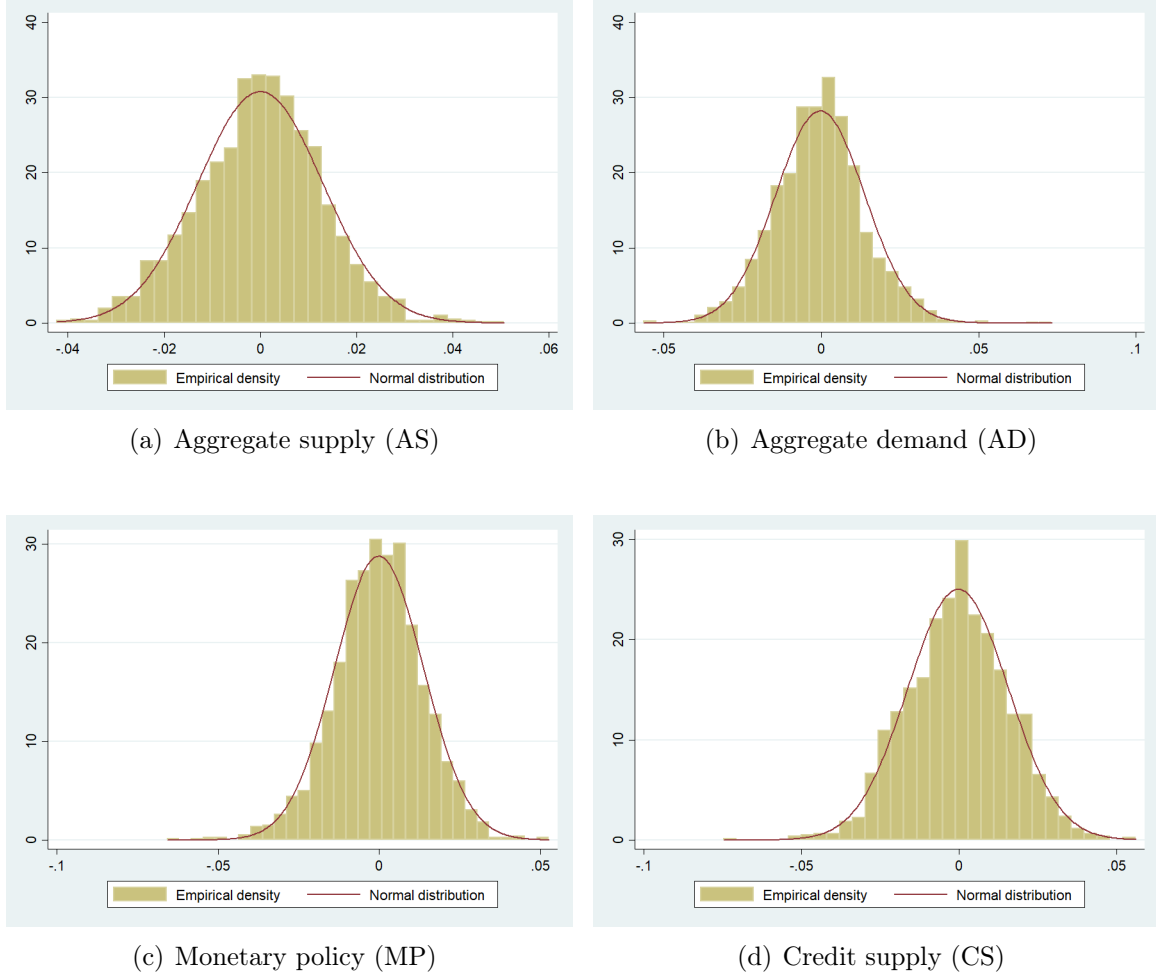 40
30
20
10
0
-.04 -.02 0 .02 .04 .06
Empirical density Normal distribution
(a) Aggregate supply (AS)
40
30
20
10
0
-.05 0 .05 .1
Empirical density Normal distribution
(b) Aggregate demand (AD)
30
20
10
0
-.1 -.05 0 .05
Empirical density Normal distribution
(c) Monetary policy (MP)
30
20
10
0
-.1 -.05 0 .05
Empirical density Normal distribution
(d) Credit supply (CS)